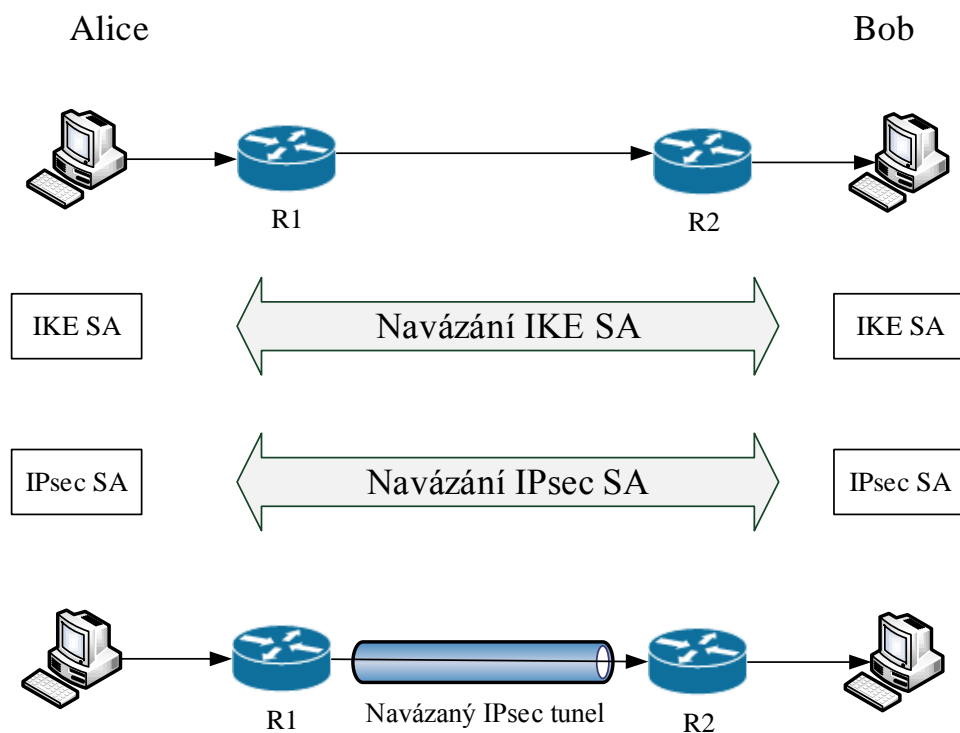 Alice
Bob
R1
R2
IKE SA
Navázání IKE SA
IKE SA
IPsec SA
Navázání IPsec SA
IPsec SA
R1
Navázaný IPsec tunel
R2